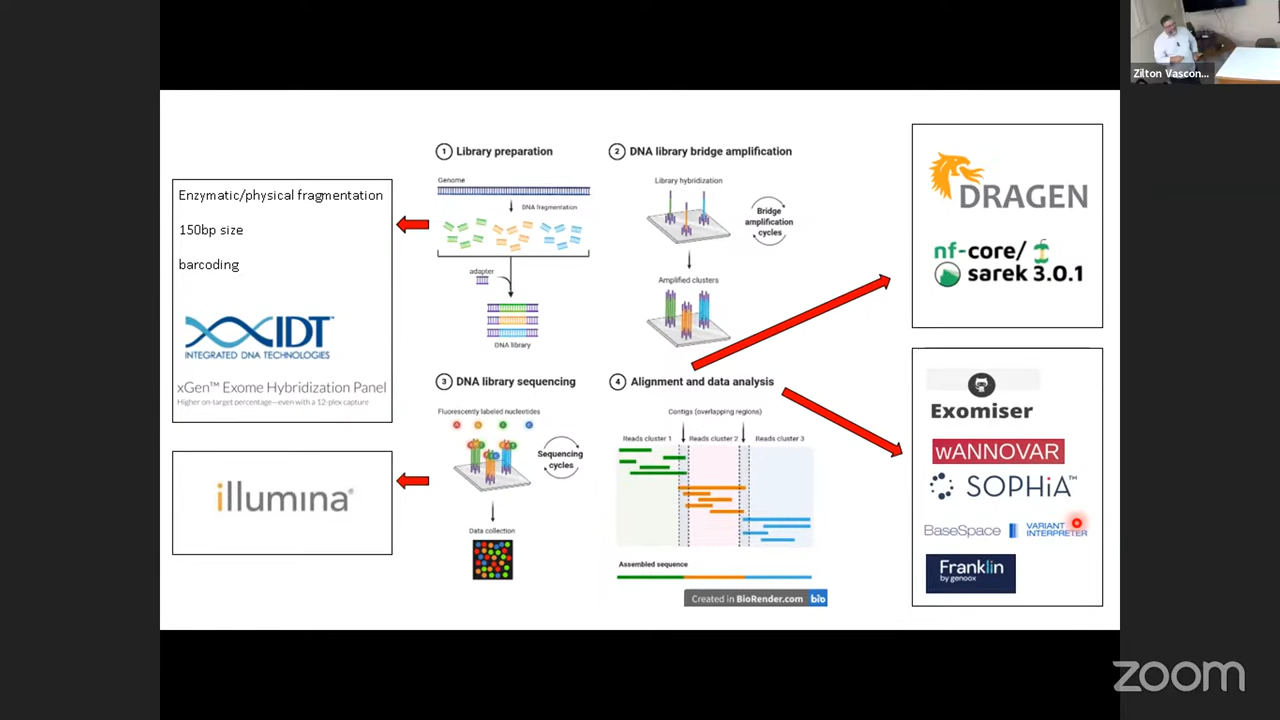 Zilton Vascon...
Enzymatic/physical fragmentation
150bp size
barcoding
IDT™
INTEGRATED DNA TECHNOLOGIES
xGen™ Exome Hybridization Panel
Higher on-target percentage—even with a 12-plex capture
illumina®
1 Library preparation
Genome
DNA fragmentation
adapter
DNA library
2 DNA library bridge amplification
Library hybridization
Bridge
amplification
cycles
Amplified clusters
3 DNA library sequencing
Fluorescently labeled nucleotides
Sequencing
cycles
Data collection
4 Alignment and data analysis
Contigs (overlapping regions)
Reads cluster 1 Reads cluster 2 Reads cluster 3
Assembled sequence
Created in BioRender.com bio
DRAGEN
nf-core/
sarek 3.0.1
Exomiser
wANNOVAR
SOPHiA™
BaseSpace VARIANT
INTERPRETER
Franklin
by genoox
zoom